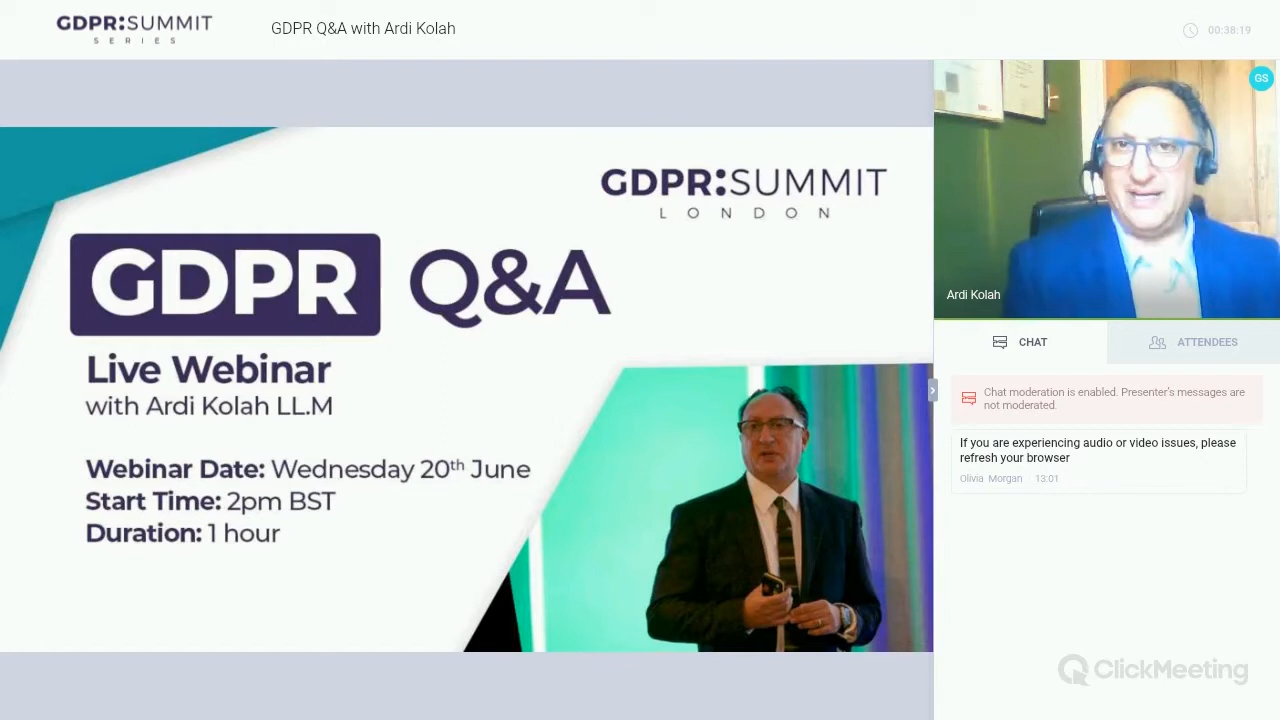 GDPR:SUMMIT
SERIES
GDPR Q&A with Ardi Kolah
00:38:19
GDPR:SUMMIT
LONDON
GDPR Q&A
Live Webinar
with Ardi Kolah LL.M
Webinar Date: Wednesday 20th June
Start Time: 2pm BST
Duration: 1 hour
GS
Ardi Kolah
CHAT
ATTENDEES
Chat moderation is enabled. Presenter's messages are
not moderated.
If you are experiencing audio or video issues, please
refresh your browser
Olivia Morgan 13:01
ClickMeeting